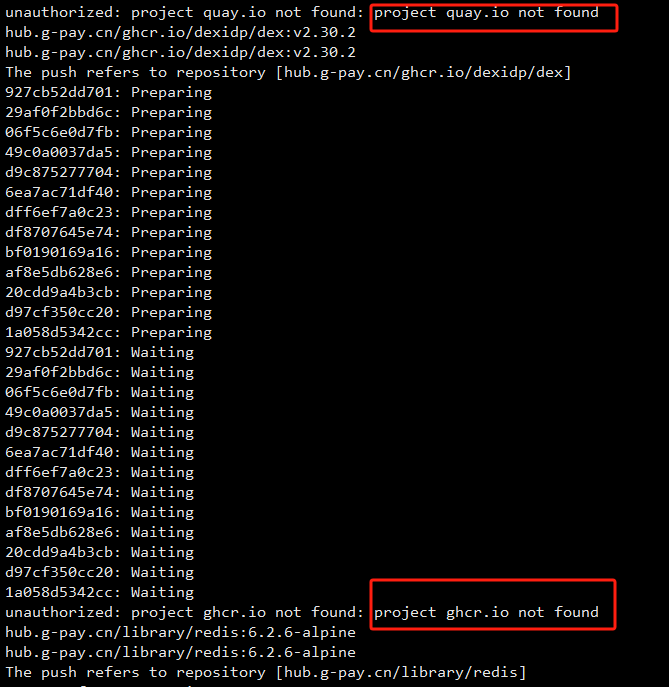 unauthorized: project quay.io not found: project quay.io not found
hub.g-pay.cn/ghcr.io/dexidp/dex:v2.30.2
hub.g-pay.cn/ghcr.io/dexidp/dex:v2.30.2
The push refers to repository [hub.g-pay.cn/ghcr.io/dexidp/dex]
927cb52dd701: Preparing
29af0f2bbd6c: Preparing
06f5c6e0d7fb: Preparing
49c0a0037da5: Preparing
d9c875277704: Preparing
6ea7ac71df40: Preparing
dff6ef7a0c23: Preparing
df8707645e74: Preparing
bf0190169a16: Preparing
af8e5db628e6: Preparing
20cdd9a4b3cb: Preparing
d97cf350cc20: Preparing
1a058d5342cc: Preparing
927cb52dd701: Waiting
29af0f2bbd6c: Waiting
06f5c6e0d7fb: Waiting
49c0a0037da5: Waiting
d9c875277704: Waiting
6ea7ac71df40: Waiting
dff6ef7a0c23: Waiting
df8707645e74: Waiting
bf0190169a16: Waiting
af8e5db628e6: Waiting
20cdd9a4b3cb: Waiting
d97cf350cc20: Waiting
1a058d5342cc: Waiting
unauthorized: project ghcr.io not found: project ghcr.io not found
hub.g-pay.cn/library/redis:6.2.6-alpine
hub.g-pay.cn/library/redis:6.2.6-alpine
The push refers to repository [hub.g-pay.cn/library/redis]